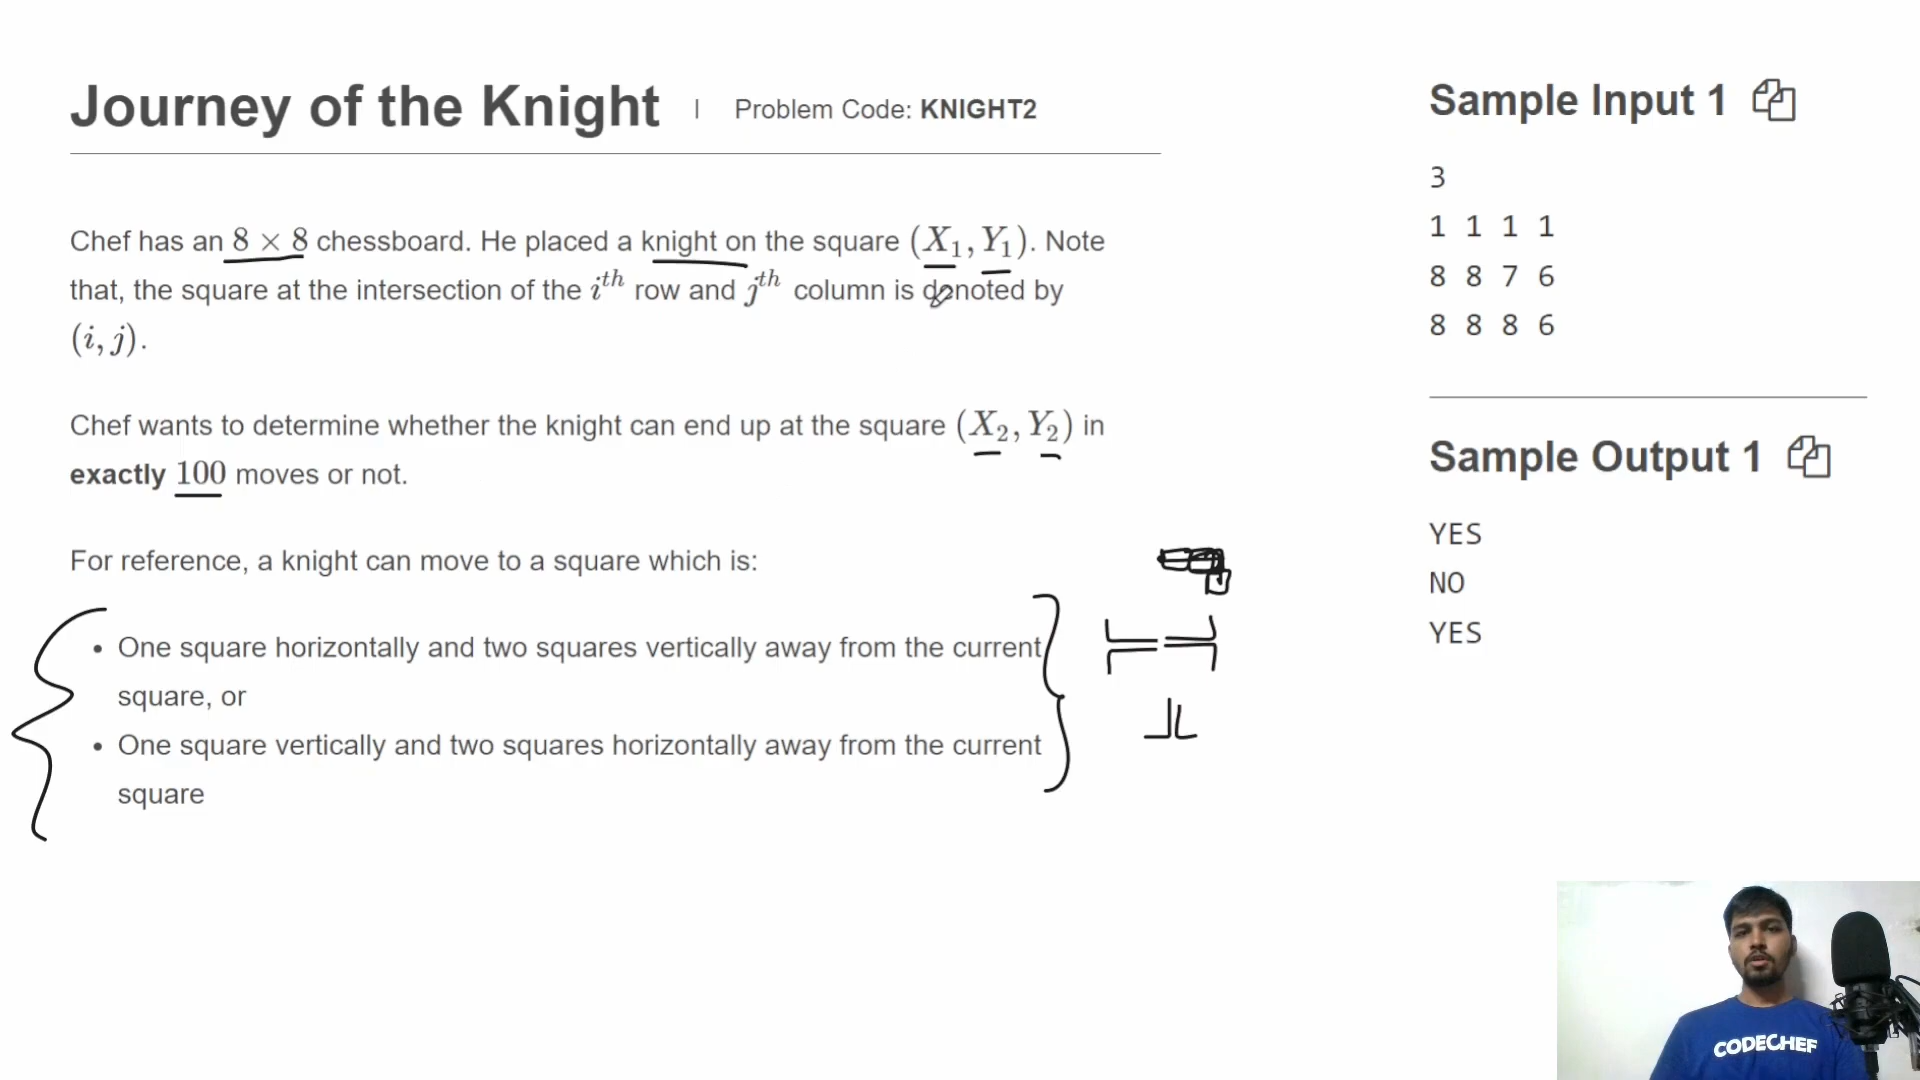 Journey of the Knight | Problem Code: KNIGHT2
Chef has an 8 × 8 chessboard. He placed a knight on the square (X₁, Y₁). Note
that, the square at the intersection of the iᵗʰ row and jᵗʰ column is denoted by
(i, j).
Chef wants to determine whether the knight can end up at the square (X₂, Y₂) in
exactly 100 moves or not.
For reference, a knight can move to a square which is:
• One square horizontally and two squares vertically away from the current
square, or
• One square vertically and two squares horizontally away from the current
square
Sample Input 1
3
1 1 1 1
8 8 7 6
8 8 8 6
Sample Output 1
YES
NO
YES
CODECHEF